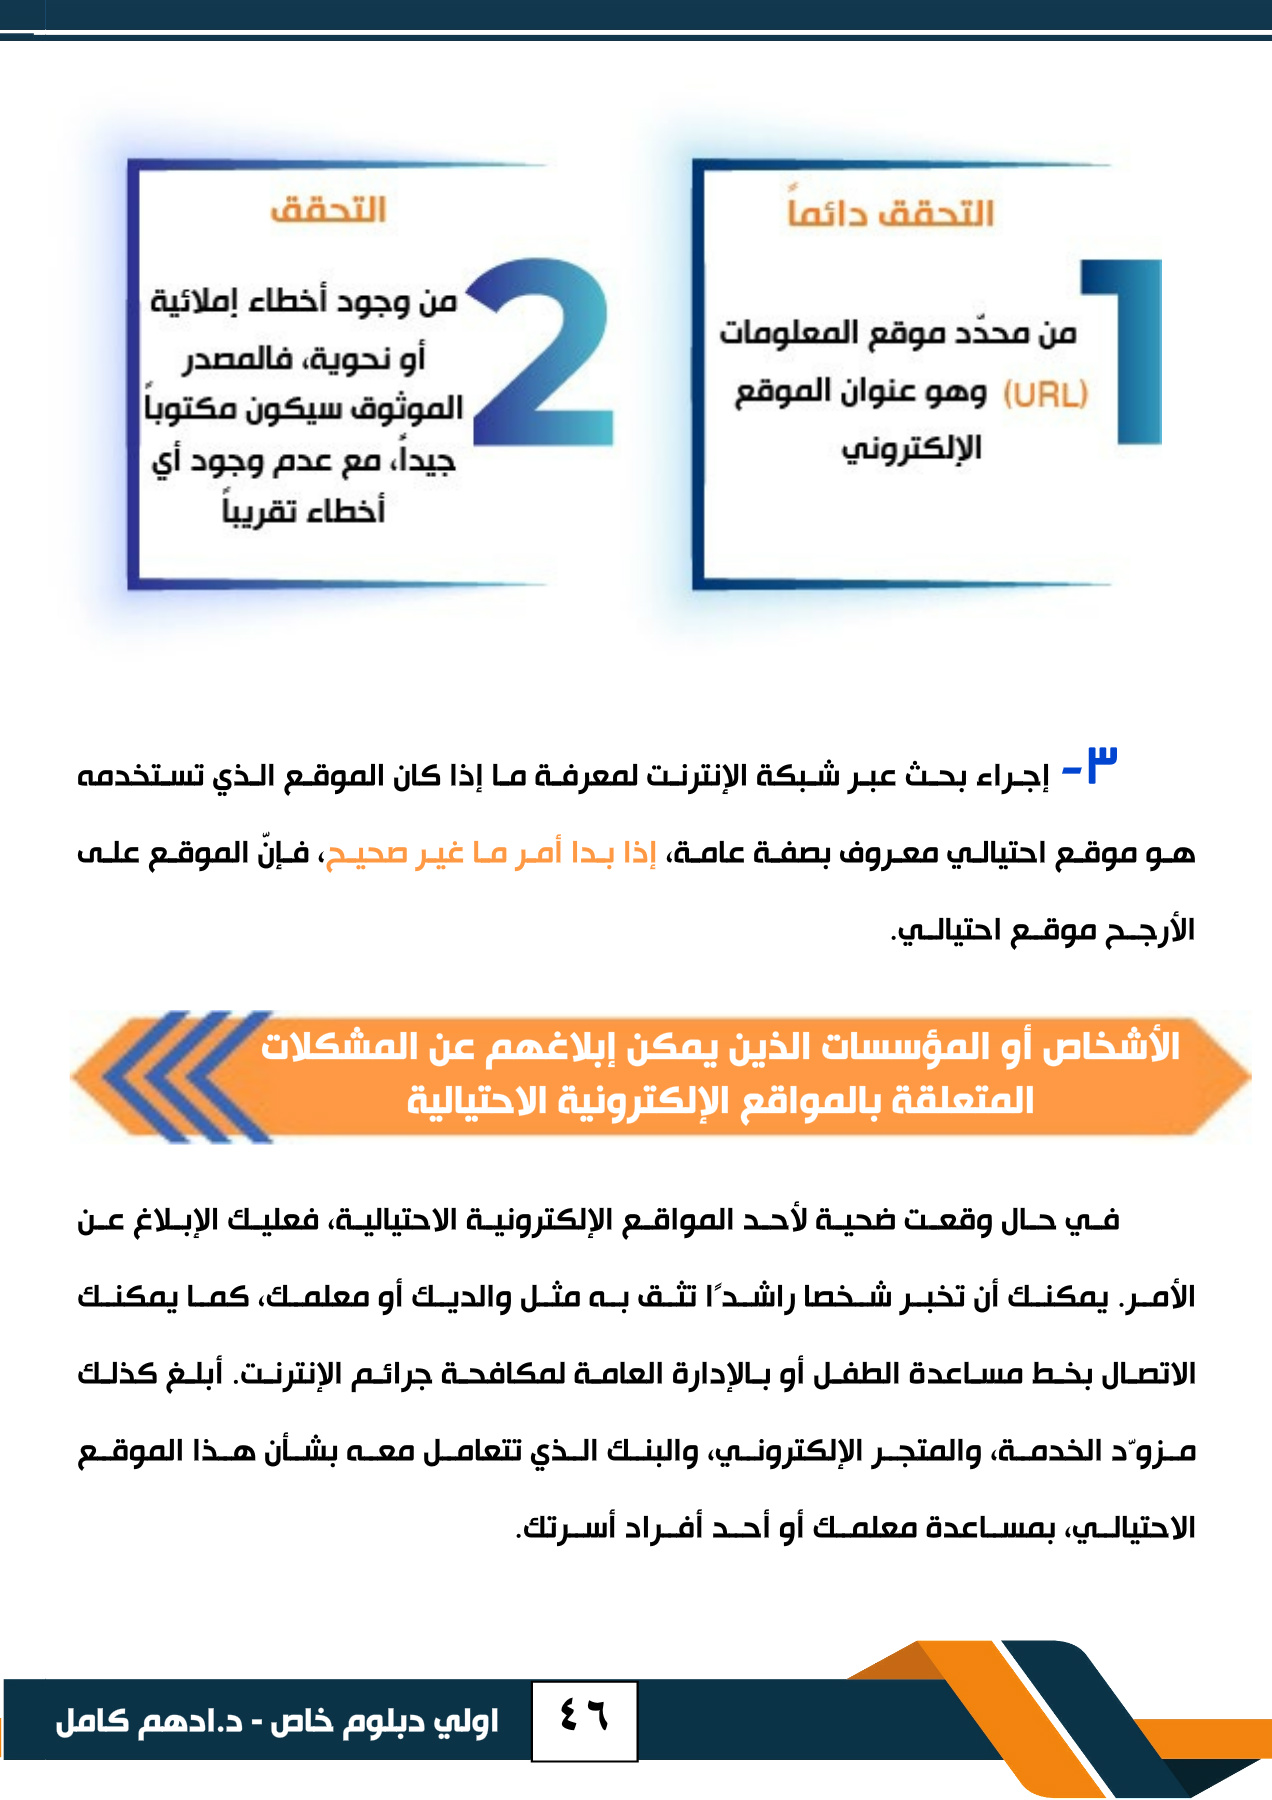 التحقق دائماً
1
من محدّد موقع المعلومات
(URL) وهو عنوان الموقع
الإلكتروني
التحقق
2
من وجود أخطاء إملائية
أو نحوية، فالمصدر
الموثوق سيكون مكتوباً
جيداً، مع عدم وجود أي
أخطاء تقريباً
٣- إجراء بحث عبر شبكة الإنترنت لمعرفة ما إذا كان الموقع الذي تستخدمه
هو موقع احتيالي معروف بصفة عامة، إذا بدا أمر ما غير صحيح، فإنّ الموقع على
الأرجح موقع احتيالي.
الأشخاص أو المؤسسات الذين يمكن إبلاغهم عن المشكلات
المتعلقة بالمواقع الإلكترونية الاحتيالية
في حال وقعت ضحية لأحد المواقع الإلكترونية الاحتيالية، فعليك الإبلاغ عن
الأمر. يمكنك أن تخبر شخصا راشدًا تثق به مثل والديك أو معلمك، كما يمكنك
الاتصال بخط مساعدة الطفل أو بالإدارة العامة لمكافحة جرائم الإنترنت. أبلغ كذلك
مزوّد الخدمة، والمتجر الإلكتروني، والبنك الذي تتعامل معه بشأن هذا الموقع
الاحتيالي، بمساعدة معلمك أو أحد أفراد أسرتك.
٤٦
اولي دبلوم خاص - د.ادهم كامل